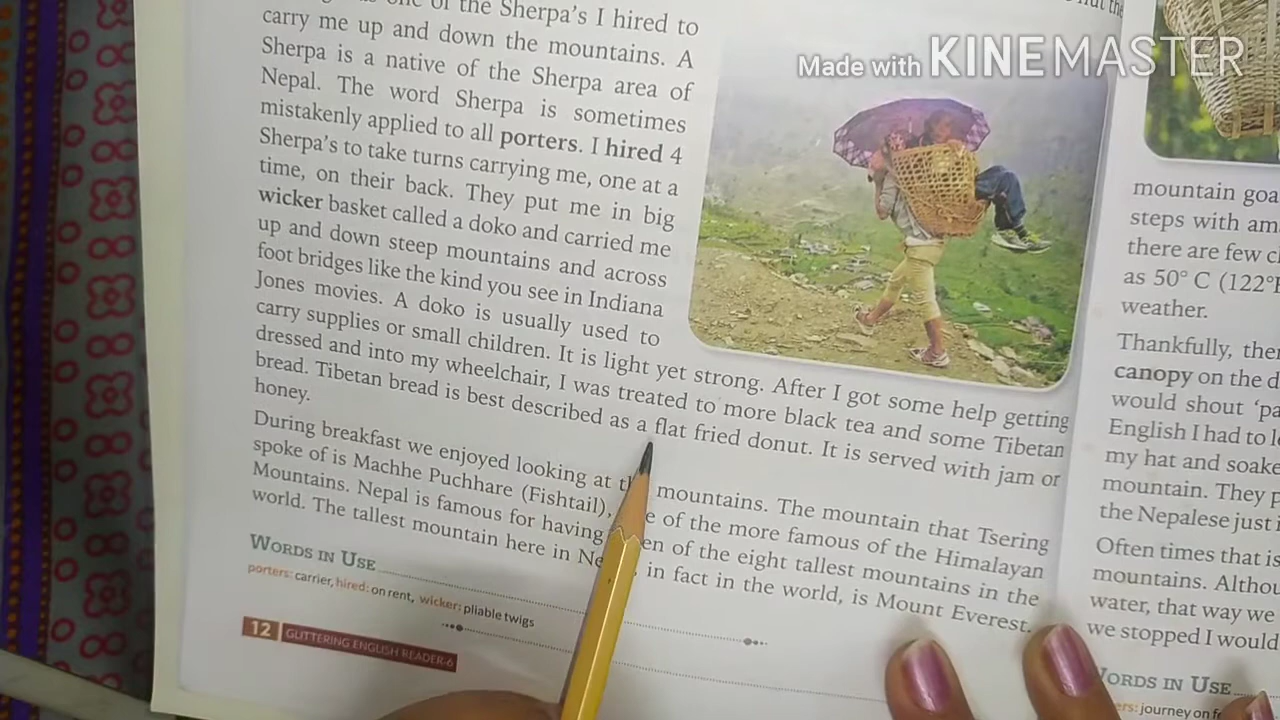 one of the Sherpa's I hired to
carry me up and down the mountains. A
Sherpa is a native of the Sherpa area of
Nepal. The word Sherpa is sometimes
mistakenly applied to all porters. I hired 4
Sherpa's to take turns carrying me, one at a
time, on their back. They put me in big
wicker basket called a doko and carried me
up and down steep mountains and across
foot bridges like the kind you see in Indiana
Jones movies. A doko is usually used to
carry supplies or small children. It is light yet strong. After I got some help getting
dressed and into my wheelchair, I was treated to more black tea and some Tibetan
bread. Tibetan bread is best described as a flat fried donut. It is served with jam or
honey.
During breakfast we enjoyed looking at mountains. The mountain that Tsering
spoke of is Machhe Puchhare (Fishtail), of the more famous of the Himalayan
Mountains. Nepal is famous for having of the eight tallest mountains in the
world. The tallest mountain here in in fact in the world, is Mount Everest.
WORDS IN USE
porters: carrier, hired: on rent, wicker: pliable twigs
12 GLITTERING ENGLISH READER-6
Made with KINEMASTER
the
mountain
steps with
there are few
as 50° C
weather.
Thankfully,
canopy on the
would shout
English I had to
my hat and
mountain. They
the Nepalese just
Often times that is
mountains.
water, that way we
we stopped I would
WORDS IN USE
journey on